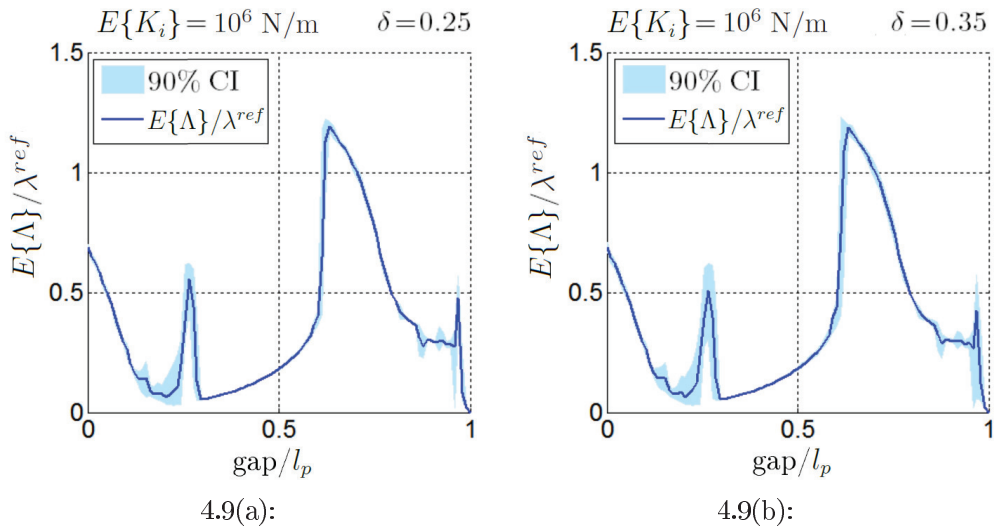 E{K_i} = 10^6 N/m δ = 0.25
1.5
90% CI
E{Λ}/λ^{ref}
1
0.5
0
E{Λ}/λ^{ref}
0 0.5 1
gap/l_p
4.9(a):
E{K_i} = 10^6 N/m δ = 0.35
1.5
90% CI
E{Λ}/λ^{ref}
1
0.5
0
E{Λ}/λ^{ref}
0 0.5 1
gap/l_p
4.9(b):